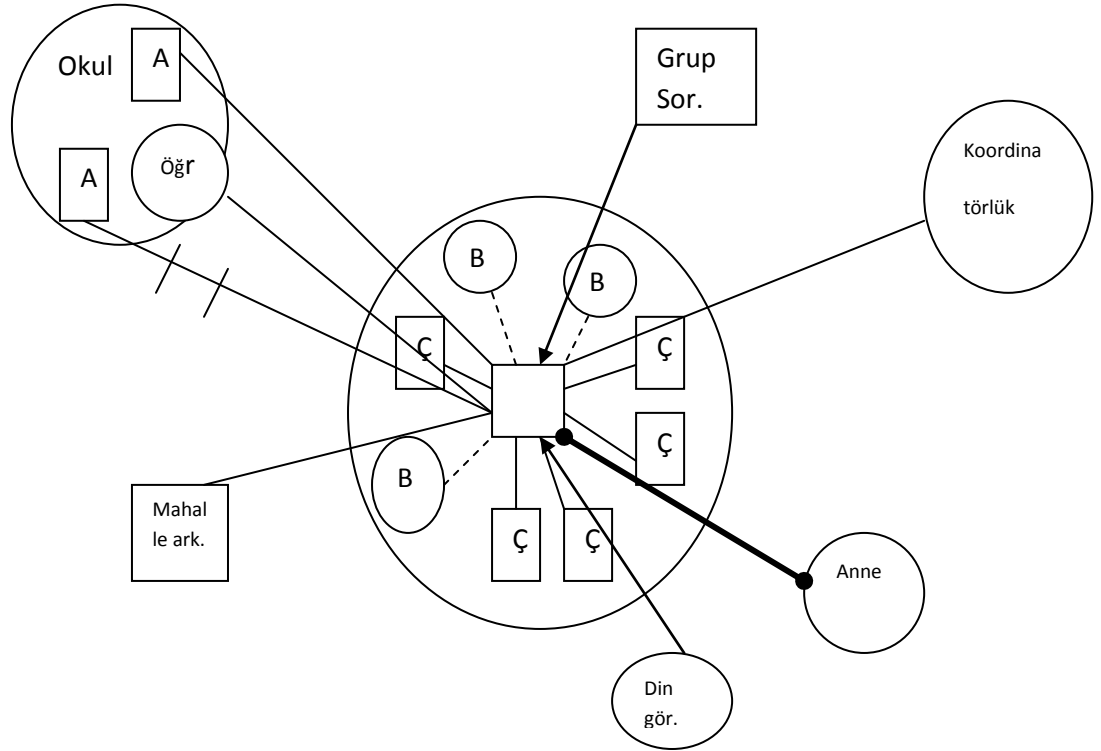 Okul
A
Grup
Sor.
Öğr
A
Koordina
törlük
B
B
Ç
Ç
Ç
B
Ç
Ç
Mahal
le ark.
Anne
Din
gör.